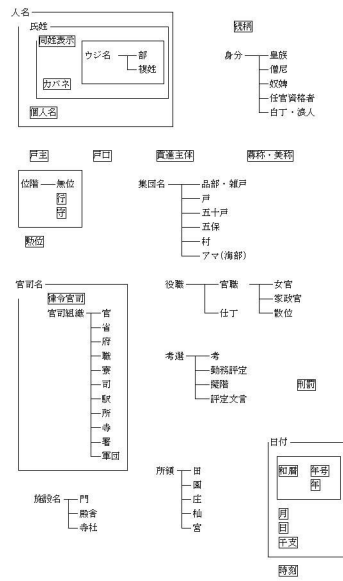 人名
氏姓
同姓表示
ウジ名 部
複姓
カバネ
個人名
続柄
身分 皇族
僧尼
奴婢
任官資格者
白丁・浪人
戸主 戸口 貢進主体 尊称・美称
位階 無位
行
守
勲位
集団名 品部・雑戸
戸
五十戸
五保
村
アマ(海部)
官司名
律令官司
官司組織 官
省
府
職
寮
司
駅
所
寺
署
軍団
役職 官職 女官
家政官
散位
仕丁
考選 考
勤務評定
擬階
評定文言
刑罰
施設名 門
殿舎
寺社
所領 田
園
庄
杣
宮
日付
和暦 年号
年
月
日
干支
時刻